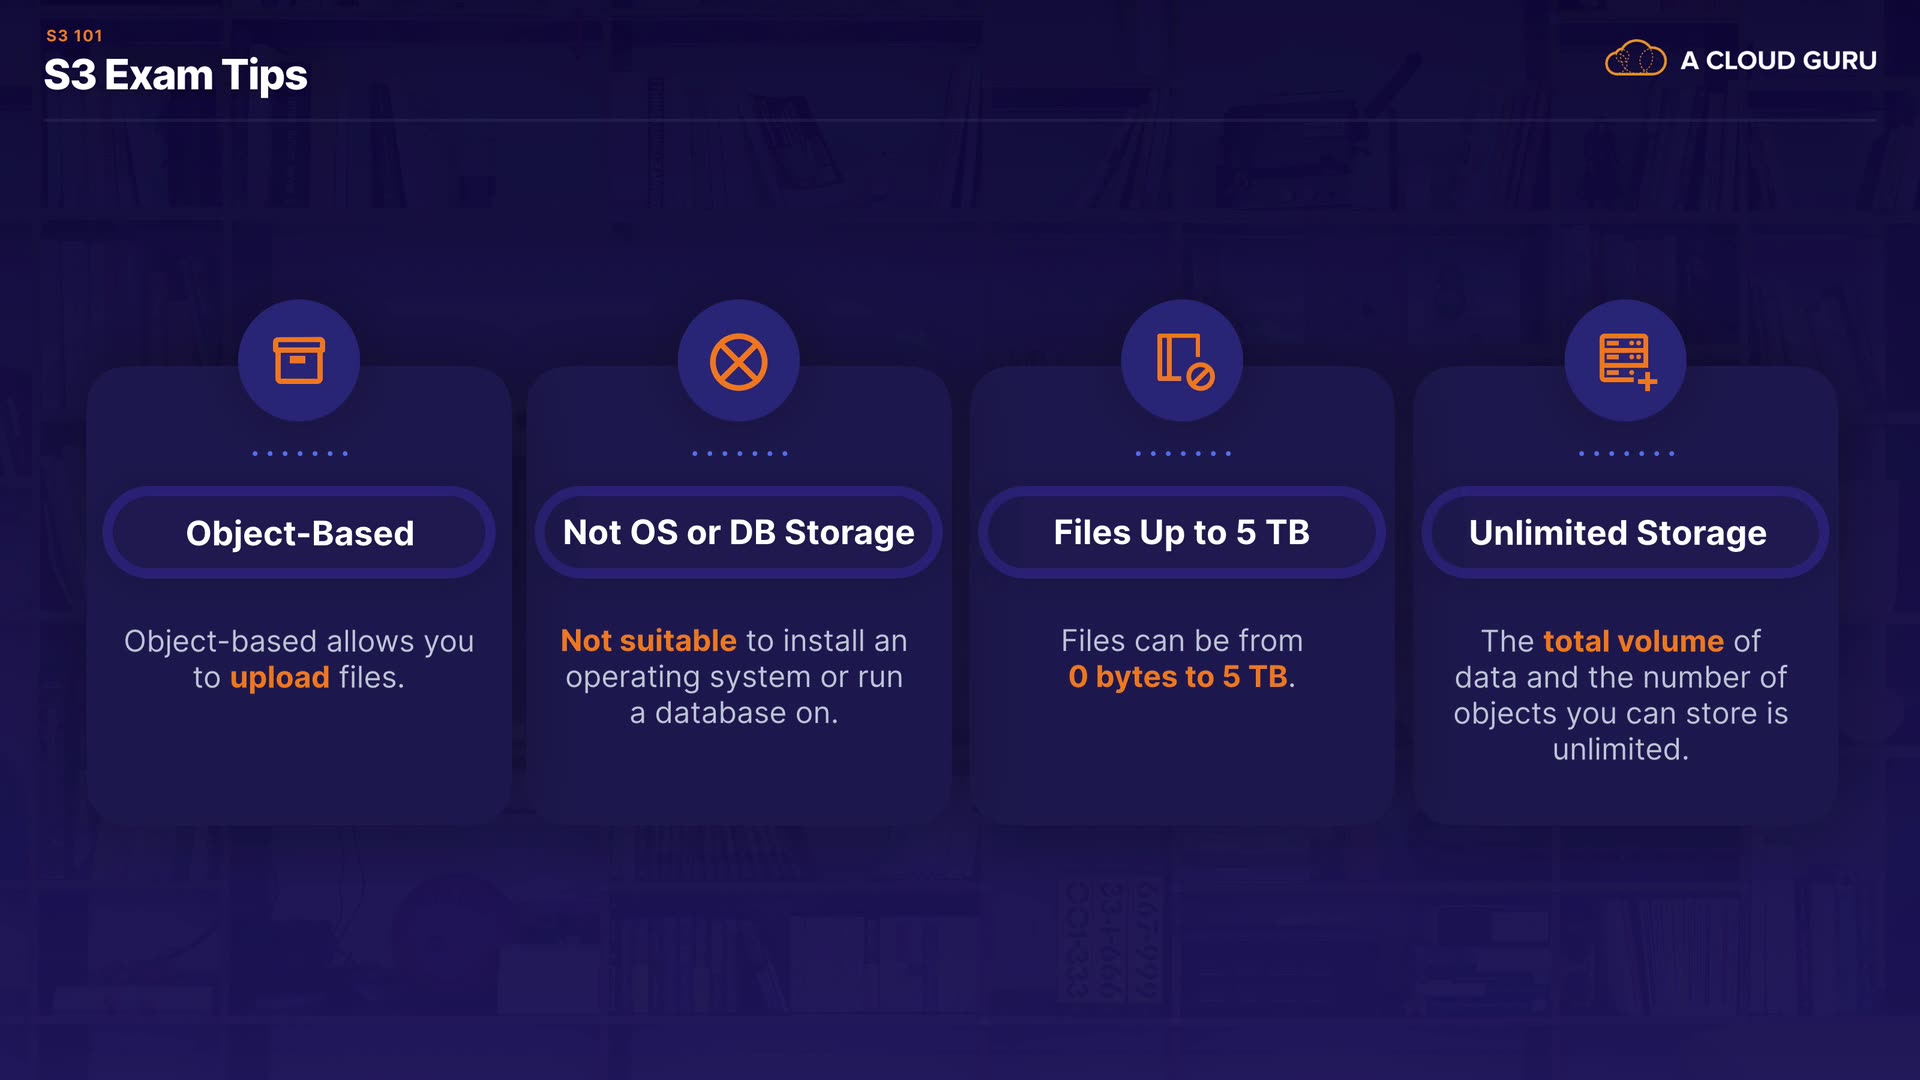 S3 101
S3 Exam Tips
A CLOUD GURU
Object-Based
Object-based allows you
to upload files.
Not OS or DB Storage
Not suitable to install an
operating system or run
a database on.
Files Up to 5 TB
Files can be from
0 bytes to 5 TB.
Unlimited Storage
The total volume of
data and the number of
objects you can store is
unlimited.